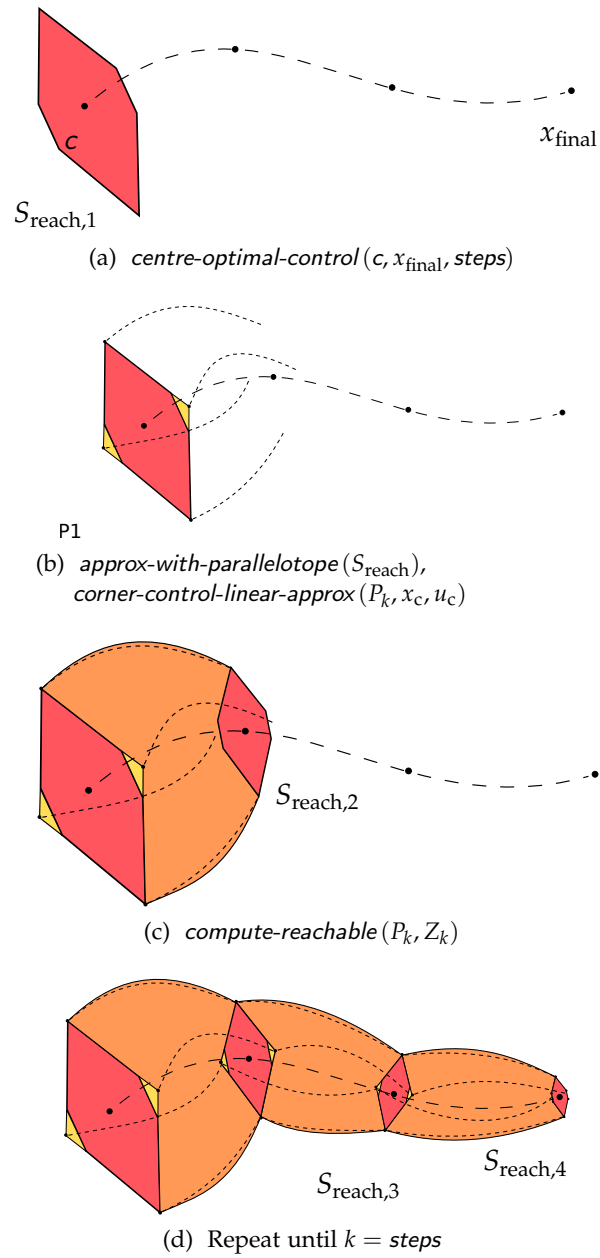 c
x_final
S_reach,1
(a) centre-optimal-control (c, x_final, steps)
P1
(b) approx-with-parallelotope (S_reach),
corner-control-linear-approx (P_k, x_c, u_c)
S_reach,2
(c) compute-reachable (P_k, Z_k)
S_reach,3
S_reach,4
(d) Repeat until k = steps